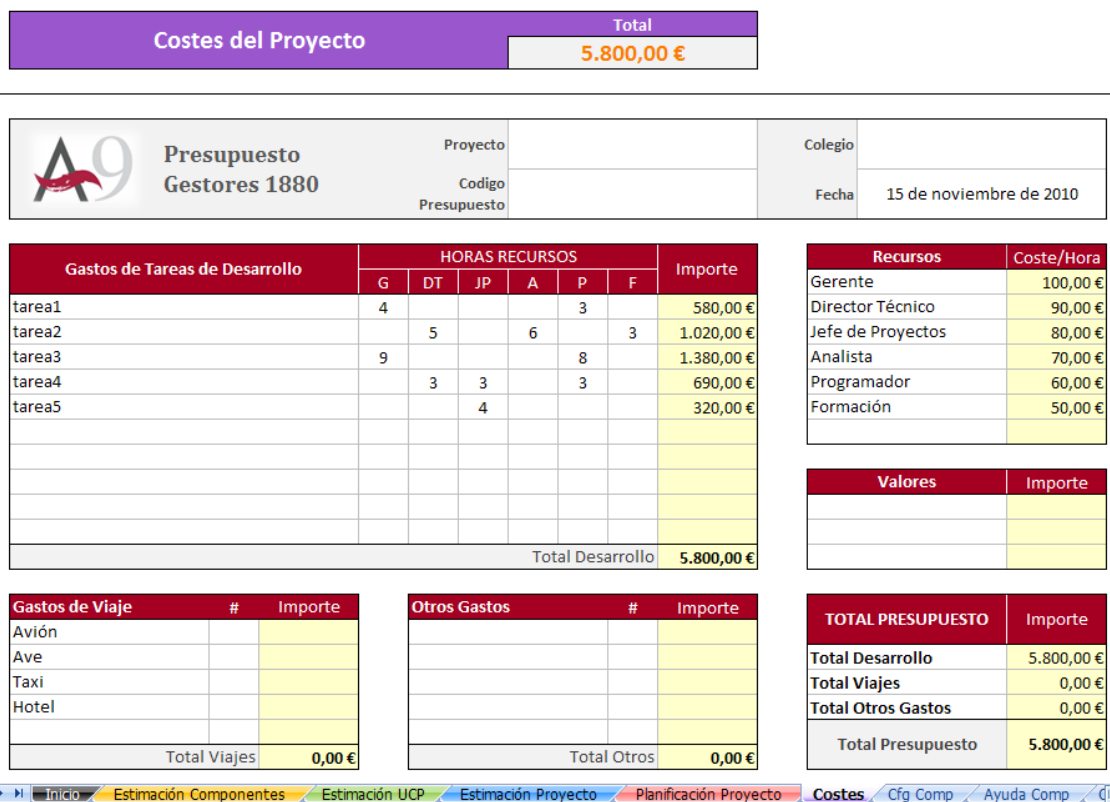 Costes del Proyecto Total
5.800,00 €
A9 Presupuesto Gestores 1880
Proyecto Colegio
Codigo Presupuesto Fecha 15 de noviembre de 2010
Gastos de Tareas de Desarrollo HORAS RECURSOS Importe
G DT JP A P F
tarea1 4 3 580,00 €
tarea2 5 6 3 1.020,00 €
tarea3 9 8 1.380,00 €
tarea4 3 3 3 690,00 €
tarea5 4 320,00 €
Total Desarrollo 5.800,00 €
Recursos Coste/Hora
Gerente 100,00 €
Director Técnico 90,00 €
Jefe de Proyectos 80,00 €
Analista 70,00 €
Programador 60,00 €
Formación 50,00 €
Valores Importe
Gastos de Viaje # Importe
Avión
Ave
Taxi
Hotel
Total Viajes 0,00 €
Otros Gastos # Importe
Total Otros 0,00 €
TOTAL PRESUPUESTO Importe
Total Desarrollo 5.800,00 €
Total Viajes 0,00 €
Total Otros Gastos 0,00 €
Total Presupuesto 5.800,00 €
Inicio Estimación Componentes Estimación UCP Estimación Proyecto Planificación Proyecto Costes Cfg Comp Ayuda Comp